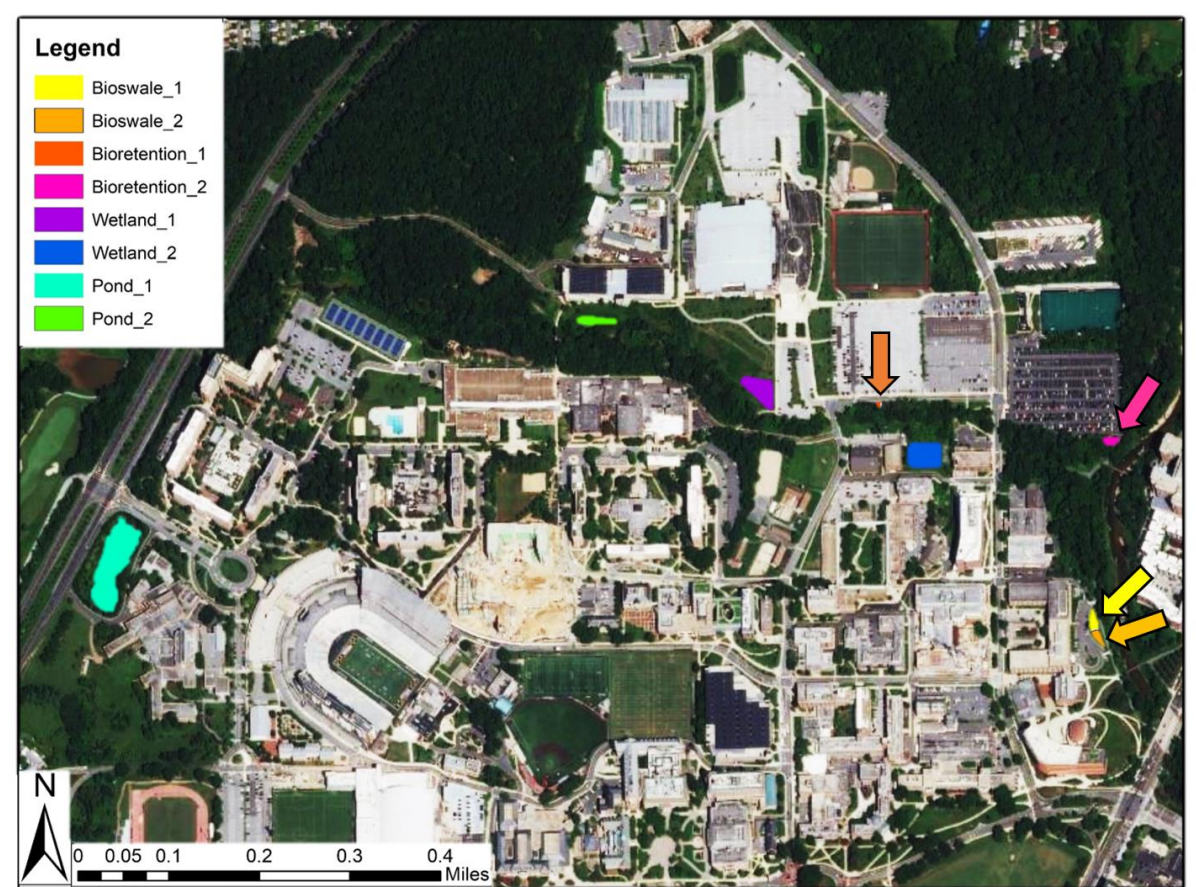 Legend
Bioswale_1
Bioswale_2
Bioretention_1
Bioretention_2
Wetland_1
Wetland_2
Pond_1
Pond_2
N
0 0.05 0.1 0.2 0.3 0.4
Miles